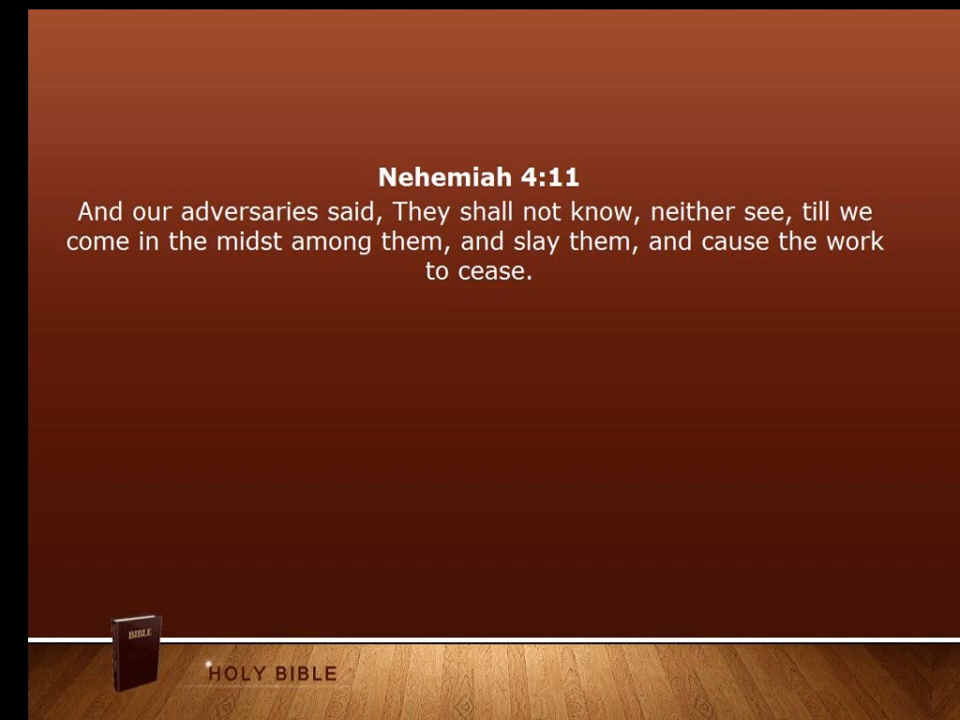 Nehemiah 4:11
And our adversaries said, They shall not know, neither see, till we
come in the midst among them, and slay them, and cause the work
to cease.
BIBLE
HOLY BIBLE